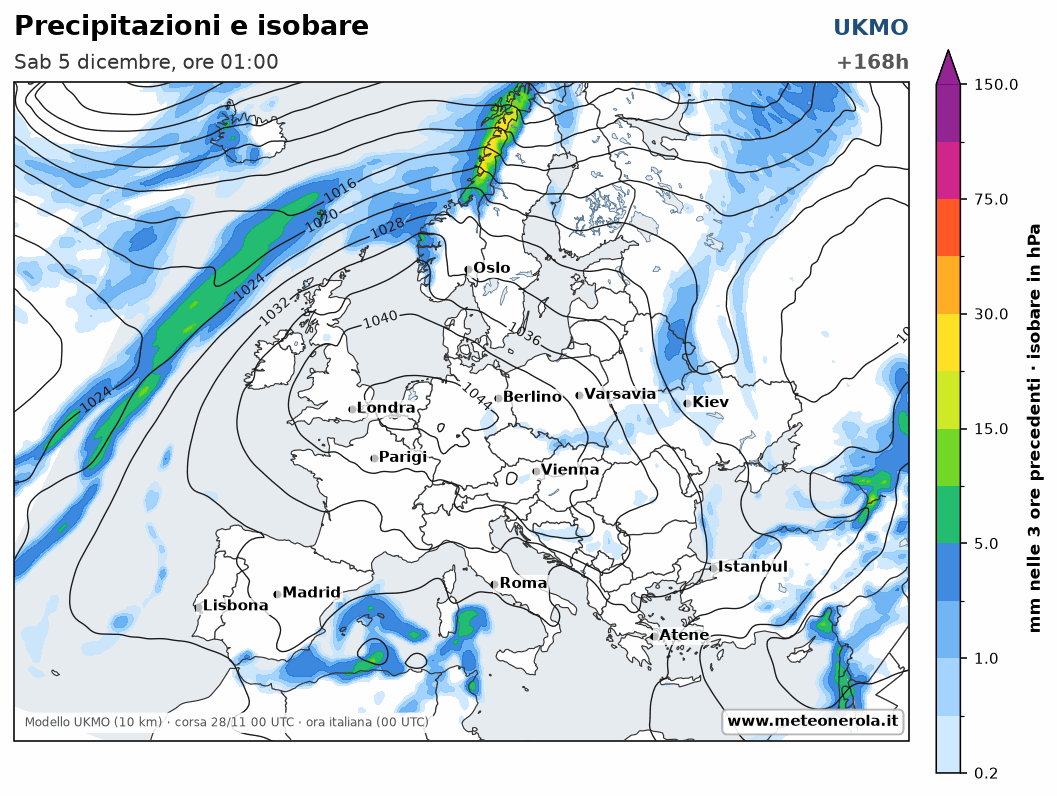 Precipitazioni e isobare
UKMO
Sab 5 dicembre, ore 01:00
+168h
150.0
75.0
30.0
15.0
5.0
1.0
0.2
mm nelle 3 ore precedenti · isobare in hPa
1016
1020
1028
1024
1032
1040
1036
1044
1024
10
Oslo
Londra
Berlino
Varsavia
Kiev
Parigi
Vienna
Istanbul
Roma
Madrid
Lisbona
Atene
Modello UKMO (10 km) · corsa 28/11 00 UTC · ora italiana (00 UTC)
www.meteonerola.it